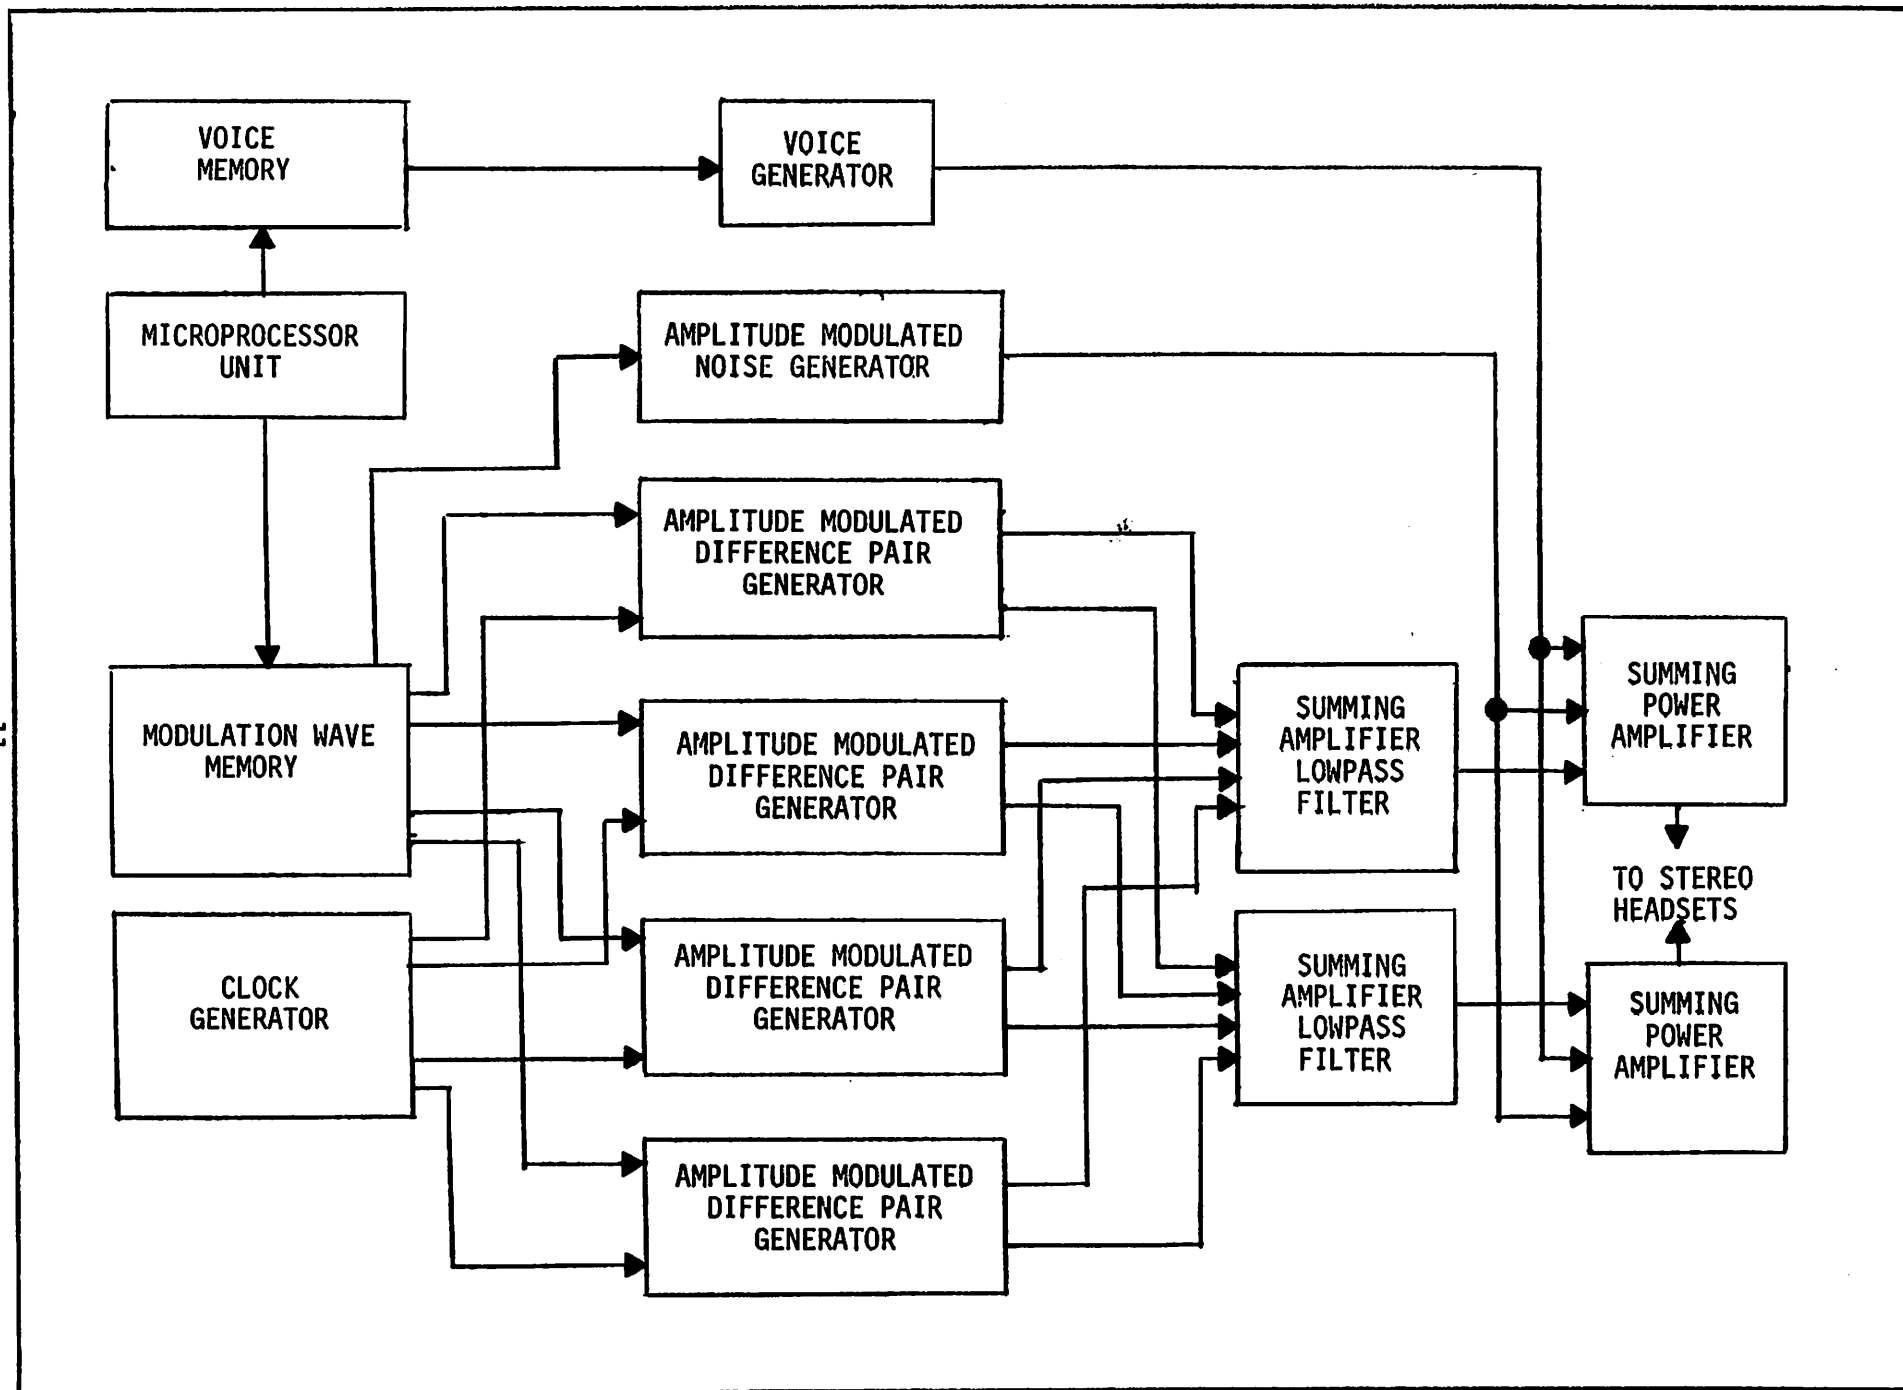 VOICE
MEMORY
VOICE
GENERATOR
MICROPROCESSOR
UNIT
AMPLITUDE MODULATED
NOISE GENERATOR
AMPLITUDE MODULATED
DIFFERENCE PAIR
GENERATOR
MODULATION WAVE
MEMORY
AMPLITUDE MODULATED
DIFFERENCE PAIR
GENERATOR
SUMMING
AMPLIFIER
LOWPASS
FILTER
SUMMING
POWER
AMPLIFIER
TO STEREO
HEADSETS
CLOCK
GENERATOR
AMPLITUDE MODULATED
DIFFERENCE PAIR
GENERATOR
SUMMING
AMPLIFIER
LOWPASS
FILTER
SUMMING
POWER
AMPLIFIER
AMPLITUDE MODULATED
DIFFERENCE PAIR
GENERATOR